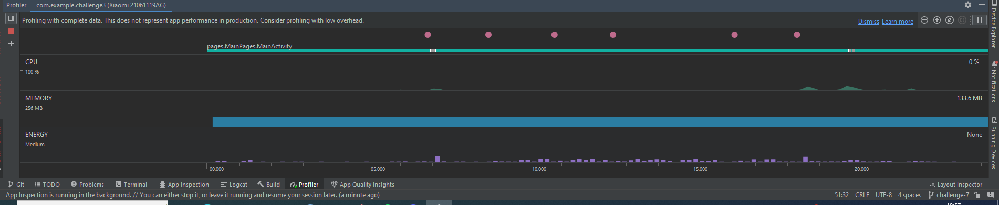 Profiler com.example.challenge3 (Xiaomi 21061119AG)
Profiling with complete data. This does not represent app performance in production. Consider profiling with low overhead. Dismiss Learn more
pages.MainPages.MainActivity
CPU 0 %
100 %
MEMORY 133.6 MB
256 MB
ENERGY None
Medium
00.000 05.000 10.000 15.000 20.000
Device Explorer
Notifications
Running Devices
Git TODO Problems Terminal App Inspection Logcat Build Profiler App Quality Insights Layout Inspector
App Inspection is running in the background. // You can either stop it, or leave it running and resume your session later. (a minute ago) 51:32 CRLF UTF-8 4 spaces challenge-7